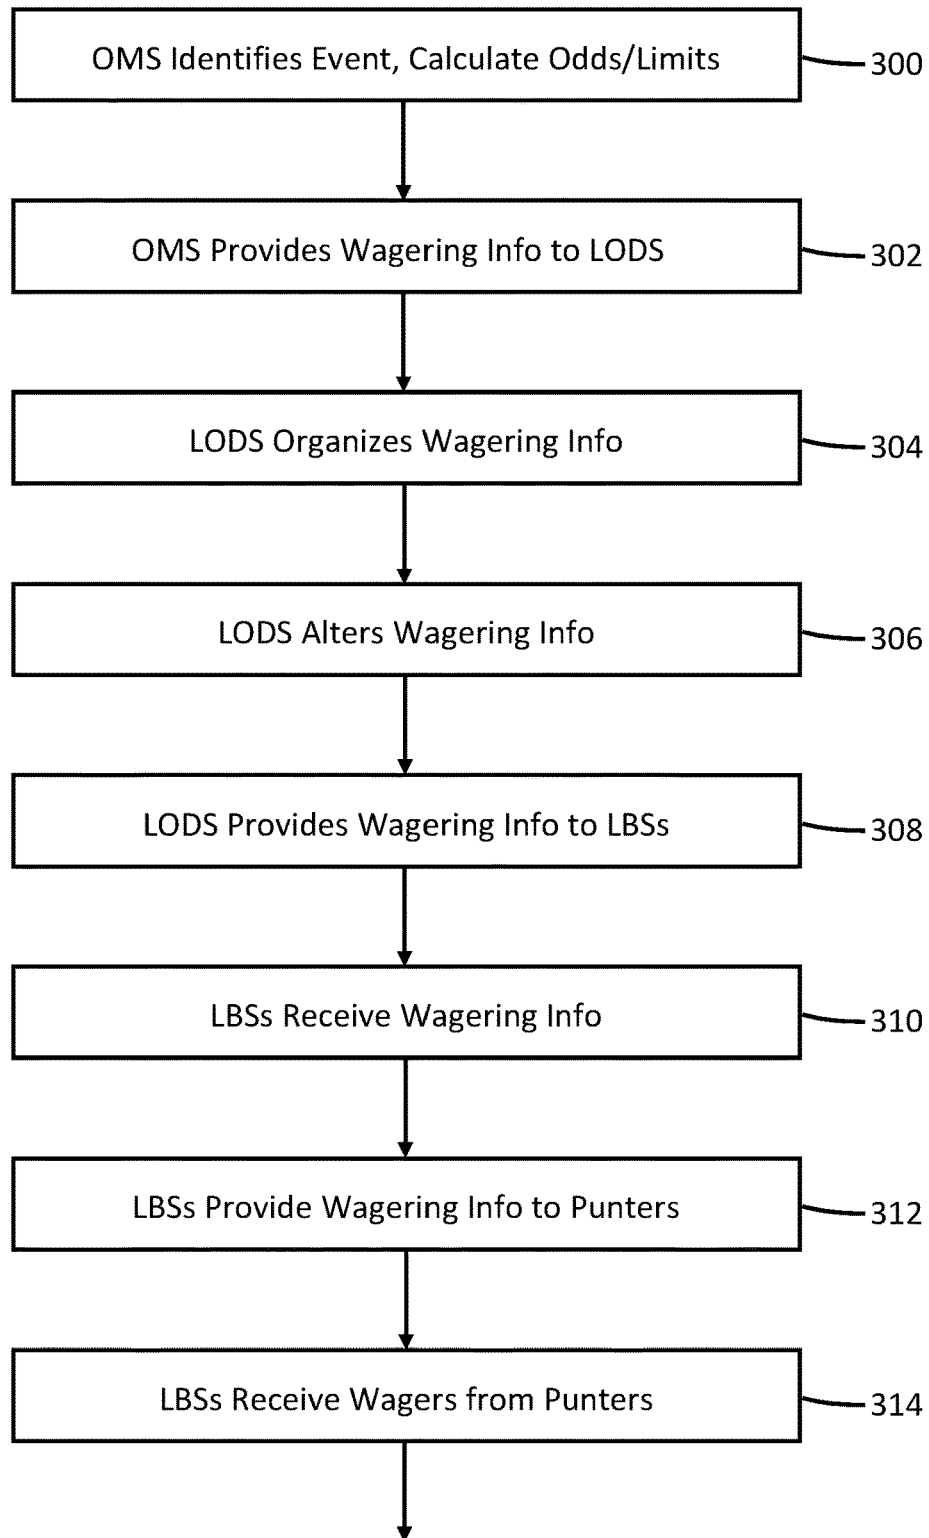 OMS Identifies Event, Calculate Odds/Limits
300
OMS Provides Wagering Info to LODS
302
LODS Organizes Wagering Info
304
LODS Alters Wagering Info
306
LODS Provides Wagering Info to LBSs
308
LBSs Receive Wagering Info
310
LBSs Provide Wagering Info to Punters
312
LBSs Receive Wagers from Punters
314